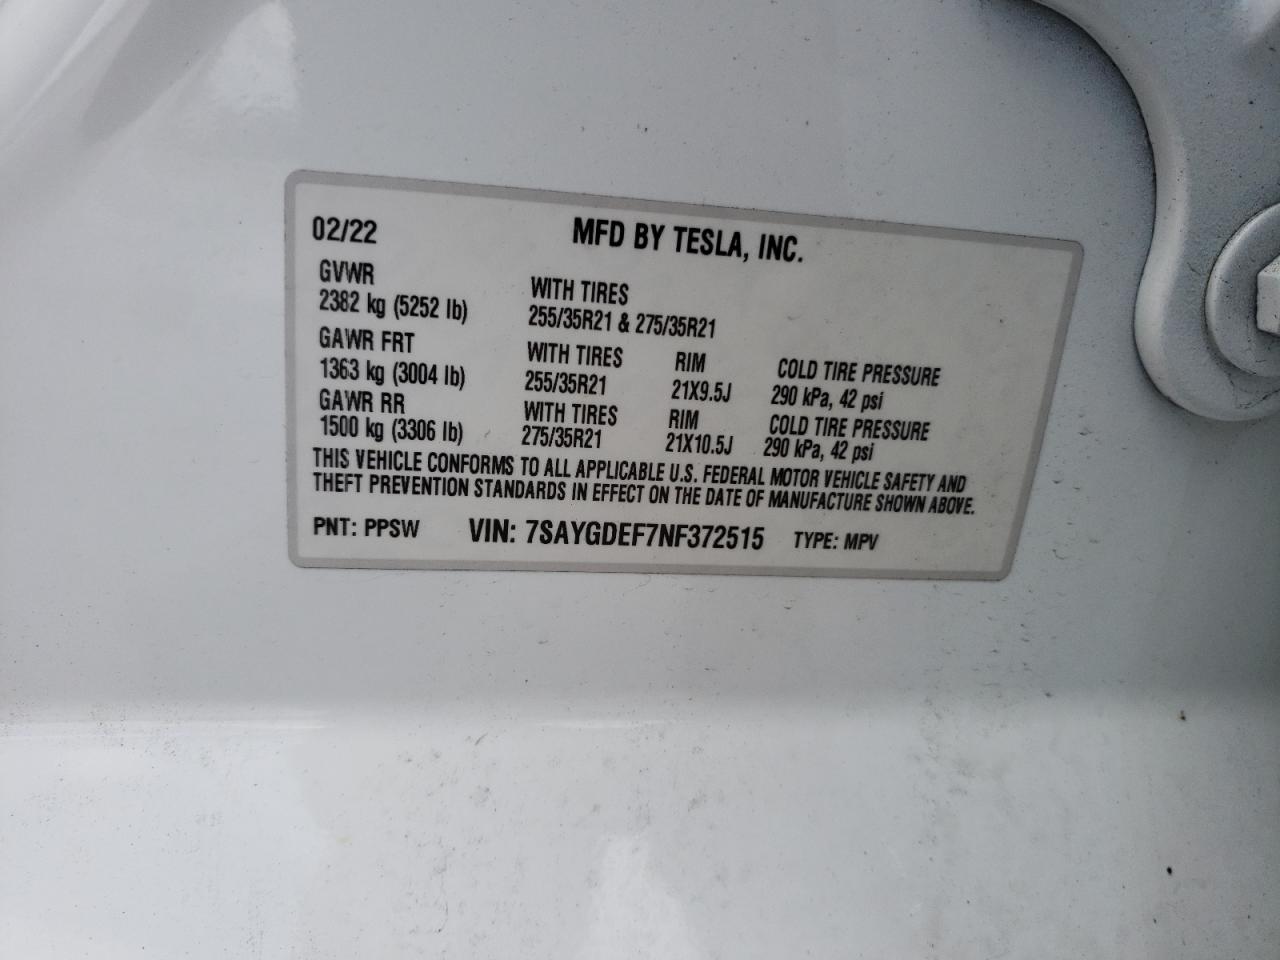 02/22 MFD BY TESLA, INC.
GVWR
2382 kg (5252 lb)
WITH TIRES
255/35R21 & 275/35R21
GAWR FRT
1363 kg (3004 lb)
WITH TIRES
255/35R21
RIM
21X9.5J
COLD TIRE PRESSURE
290 kPa, 42 psi
GAWR RR
1500 kg (3306 lb)
WITH TIRES
275/35R21
RIM
21X10.5J
COLD TIRE PRESSURE
290 kPa, 42 psi
THIS VEHICLE CONFORMS TO ALL APPLICABLE U.S. FEDERAL MOTOR VEHICLE SAFETY AND
THEFT PREVENTION STANDARDS IN EFFECT ON THE DATE OF MANUFACTURE SHOWN ABOVE.
PNT: PPSW VIN: 7SAYGDEF7NF372515 TYPE: MPV